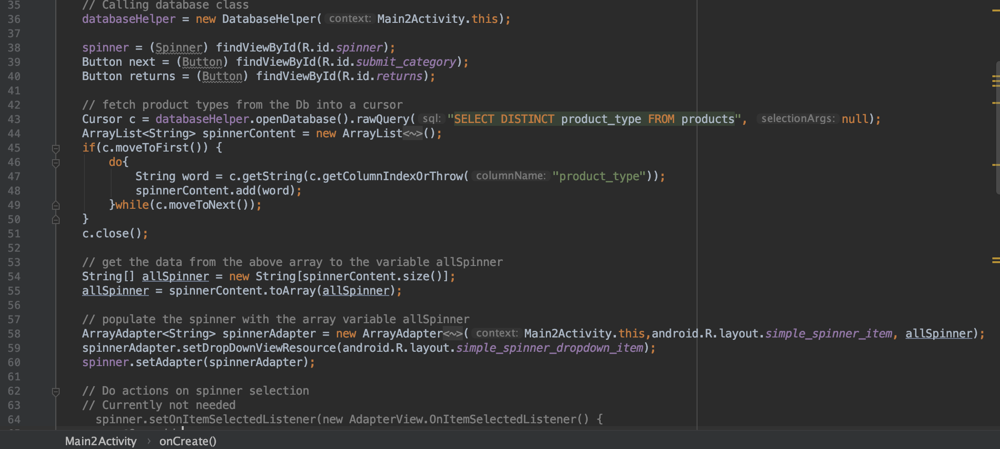 35 // Calling database class
36 databaseHelper = new DatabaseHelper( context: Main2Activity.this);
37
38 spinner = (Spinner) findViewById(R.id.spinner);
39 Button next = (Button) findViewById(R.id.submit_category);
40 Button returns = (Button) findViewById(R.id.returns);
41
42 // fetch product types from the Db into a cursor
43 Cursor c = databaseHelper.openDatabase().rawQuery( sql: "SELECT DISTINCT product_type FROM products", selectionArgs: null);
44 ArrayList<String> spinnerContent = new ArrayList<~>();
45 if(c.moveToFirst()) {
46 do{
47 String word = c.getString(c.getColumnIndexOrThrow( columnName: "product_type"));
48 spinnerContent.add(word);
49 }while(c.moveToNext());
50 }
51 c.close();
52
53 // get the data from the above array to the variable allSpinner
54 String[] allSpinner = new String[spinnerContent.size()];
55 allSpinner = spinnerContent.toArray(allSpinner);
56
57 // populate the spinner with the array variable allSpinner
58 ArrayAdapter<String> spinnerAdapter = new ArrayAdapter<~>( context: Main2Activity.this,android.R.layout.simple_spinner_item, allSpinner);
59 spinnerAdapter.setDropDownViewResource(android.R.layout.simple_spinner_dropdown_item);
60 spinner.setAdapter(spinnerAdapter);
61
62 // Do actions on spinner selection
63 // Currently not needed
64 spinner.setOnItemSelectedListener(new AdapterView.OnItemSelectedListener() {
Main2Activity › onCreate()